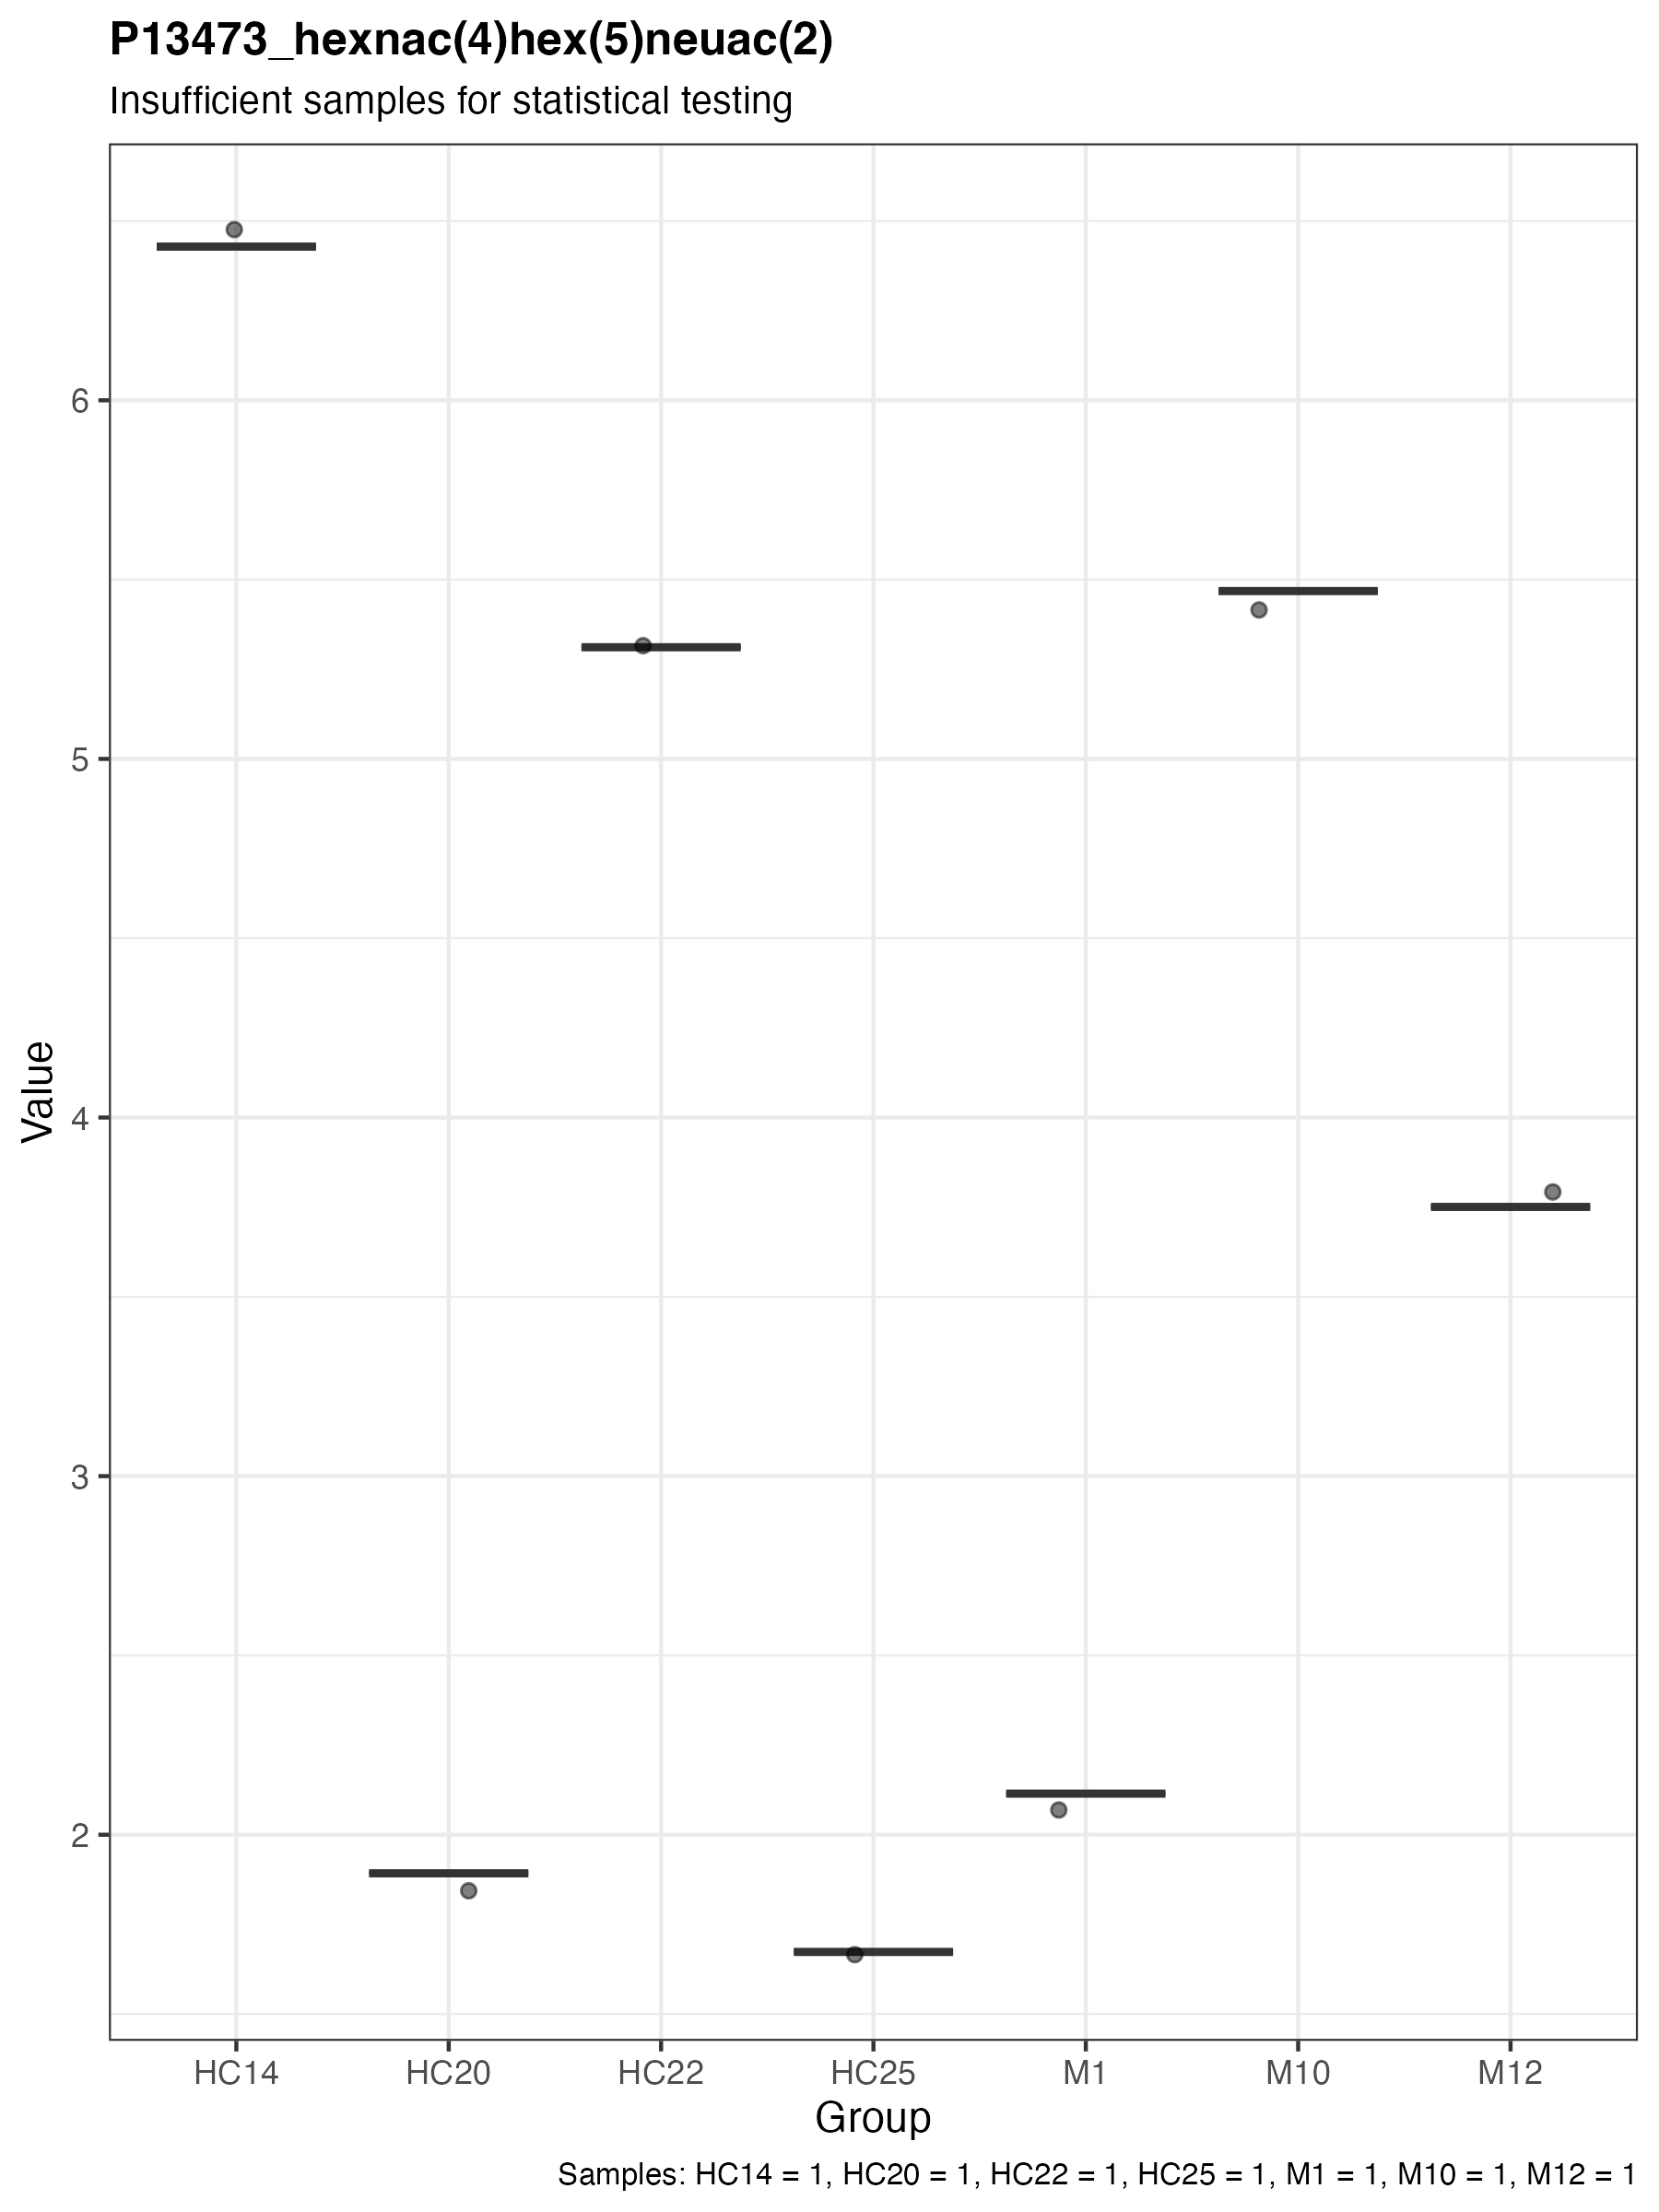 P13473_hexnac(4)hex(5)neuac(2)
Insufficient samples for statistical testing
6
5
4
3
2
Value
HC14 HC20 HC22 HC25 M1 M10 M12
Group
Samples: HC14 = 1, HC20 = 1, HC22 = 1, HC25 = 1, M1 = 1, M10 = 1, M12 = 1